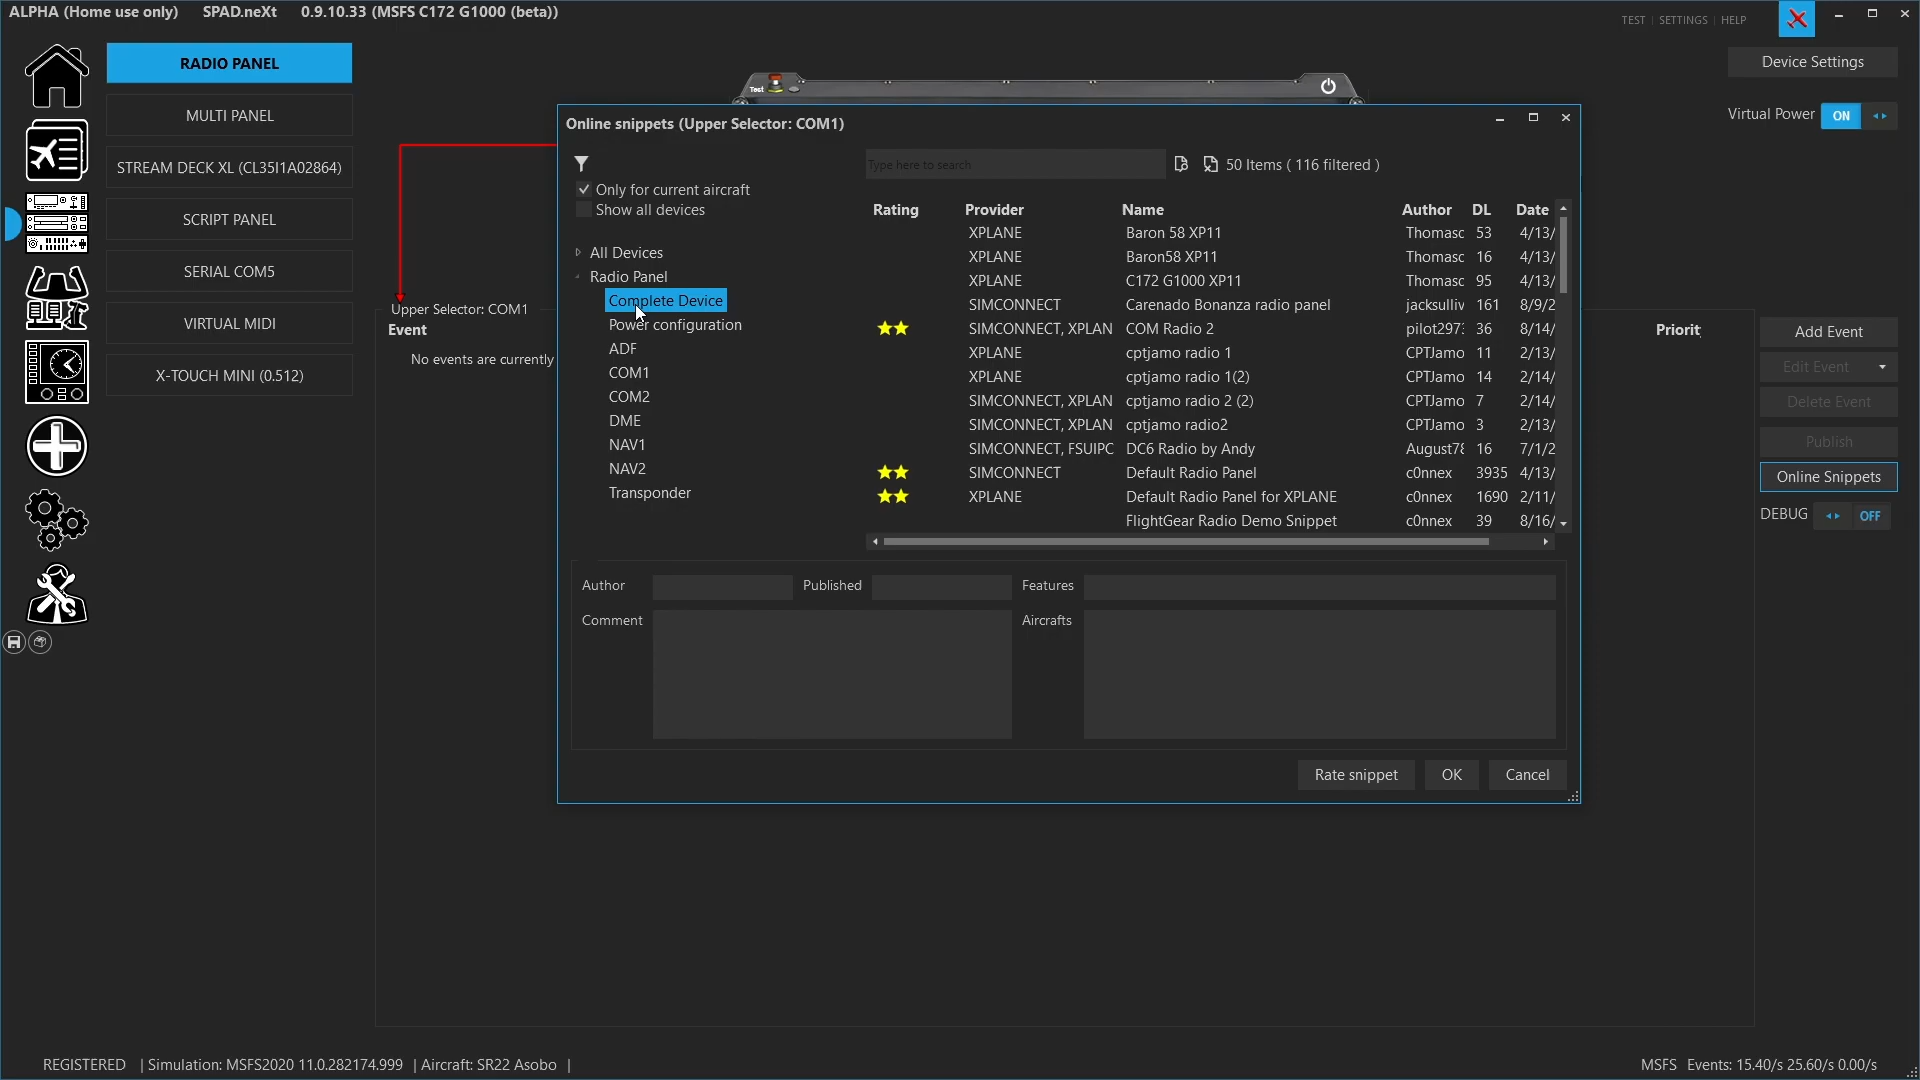 ALPHA (Home use only) SPAD.neXt 0.9.10.33 (MSFS C172 G1000 (beta))
TEST | SETTINGS | HELP
RADIO PANEL
MULTI PANEL
STREAM DECK XL (CL35I1A02864)
SCRIPT PANEL
SERIAL COM5
VIRTUAL MIDI
X-TOUCH MINI (0.512)
Test
Device Settings
Virtual Power ON
Upper Selector: COM1
Event
Priorit
No events are currently
Online snippets (Upper Selector: COM1)
Type here to search
50 Items ( 116 filtered )
Only for current aircraft
Show all devices
All Devices
Radio Panel
Complete Device
Power configuration
ADF
COM1
COM2
DME
NAV1
NAV2
Transponder
Rating Provider Name Author DL Date
XPLANE Baron 58 XP11 Thomasc 53 4/13/
XPLANE Baron58 XP11 Thomasc 16 4/13/
XPLANE C172 G1000 XP11 Thomasc 95 4/13/
SIMCONNECT Carenado Bonanza radio panel jacksulliv 161 8/9/2
SIMCONNECT, XPLAN COM Radio 2 pilot297: 36 8/14/
XPLANE cptjamo radio 1 CPTJamo 11 2/13/
XPLANE cptjamo radio 1(2) CPTJamo 14 2/14/
SIMCONNECT, XPLAN cptjamo radio 2 (2) CPTJamo 7 2/14/
SIMCONNECT, XPLAN cptjamo radio2 CPTJamo 3 2/13/
SIMCONNECT, FSUIPC DC6 Radio by Andy August78 16 7/1/2
SIMCONNECT Default Radio Panel c0nnex 3935 4/13/
XPLANE Default Radio Panel for XPLANE c0nnex 1690 2/11/
FlightGear Radio Demo Snippet c0nnex 39 8/16/
Author Published Features
Comment Aircrafts
Rate snippet OK Cancel
Add Event
Edit Event
Delete Event
Publish
Online Snippets
DEBUG OFF
REGISTERED | Simulation: MSFS2020 11.0.282174.999 | Aircraft: SR22 Asobo |
MSFS Events: 15.40/s 25.60/s 0.00/s